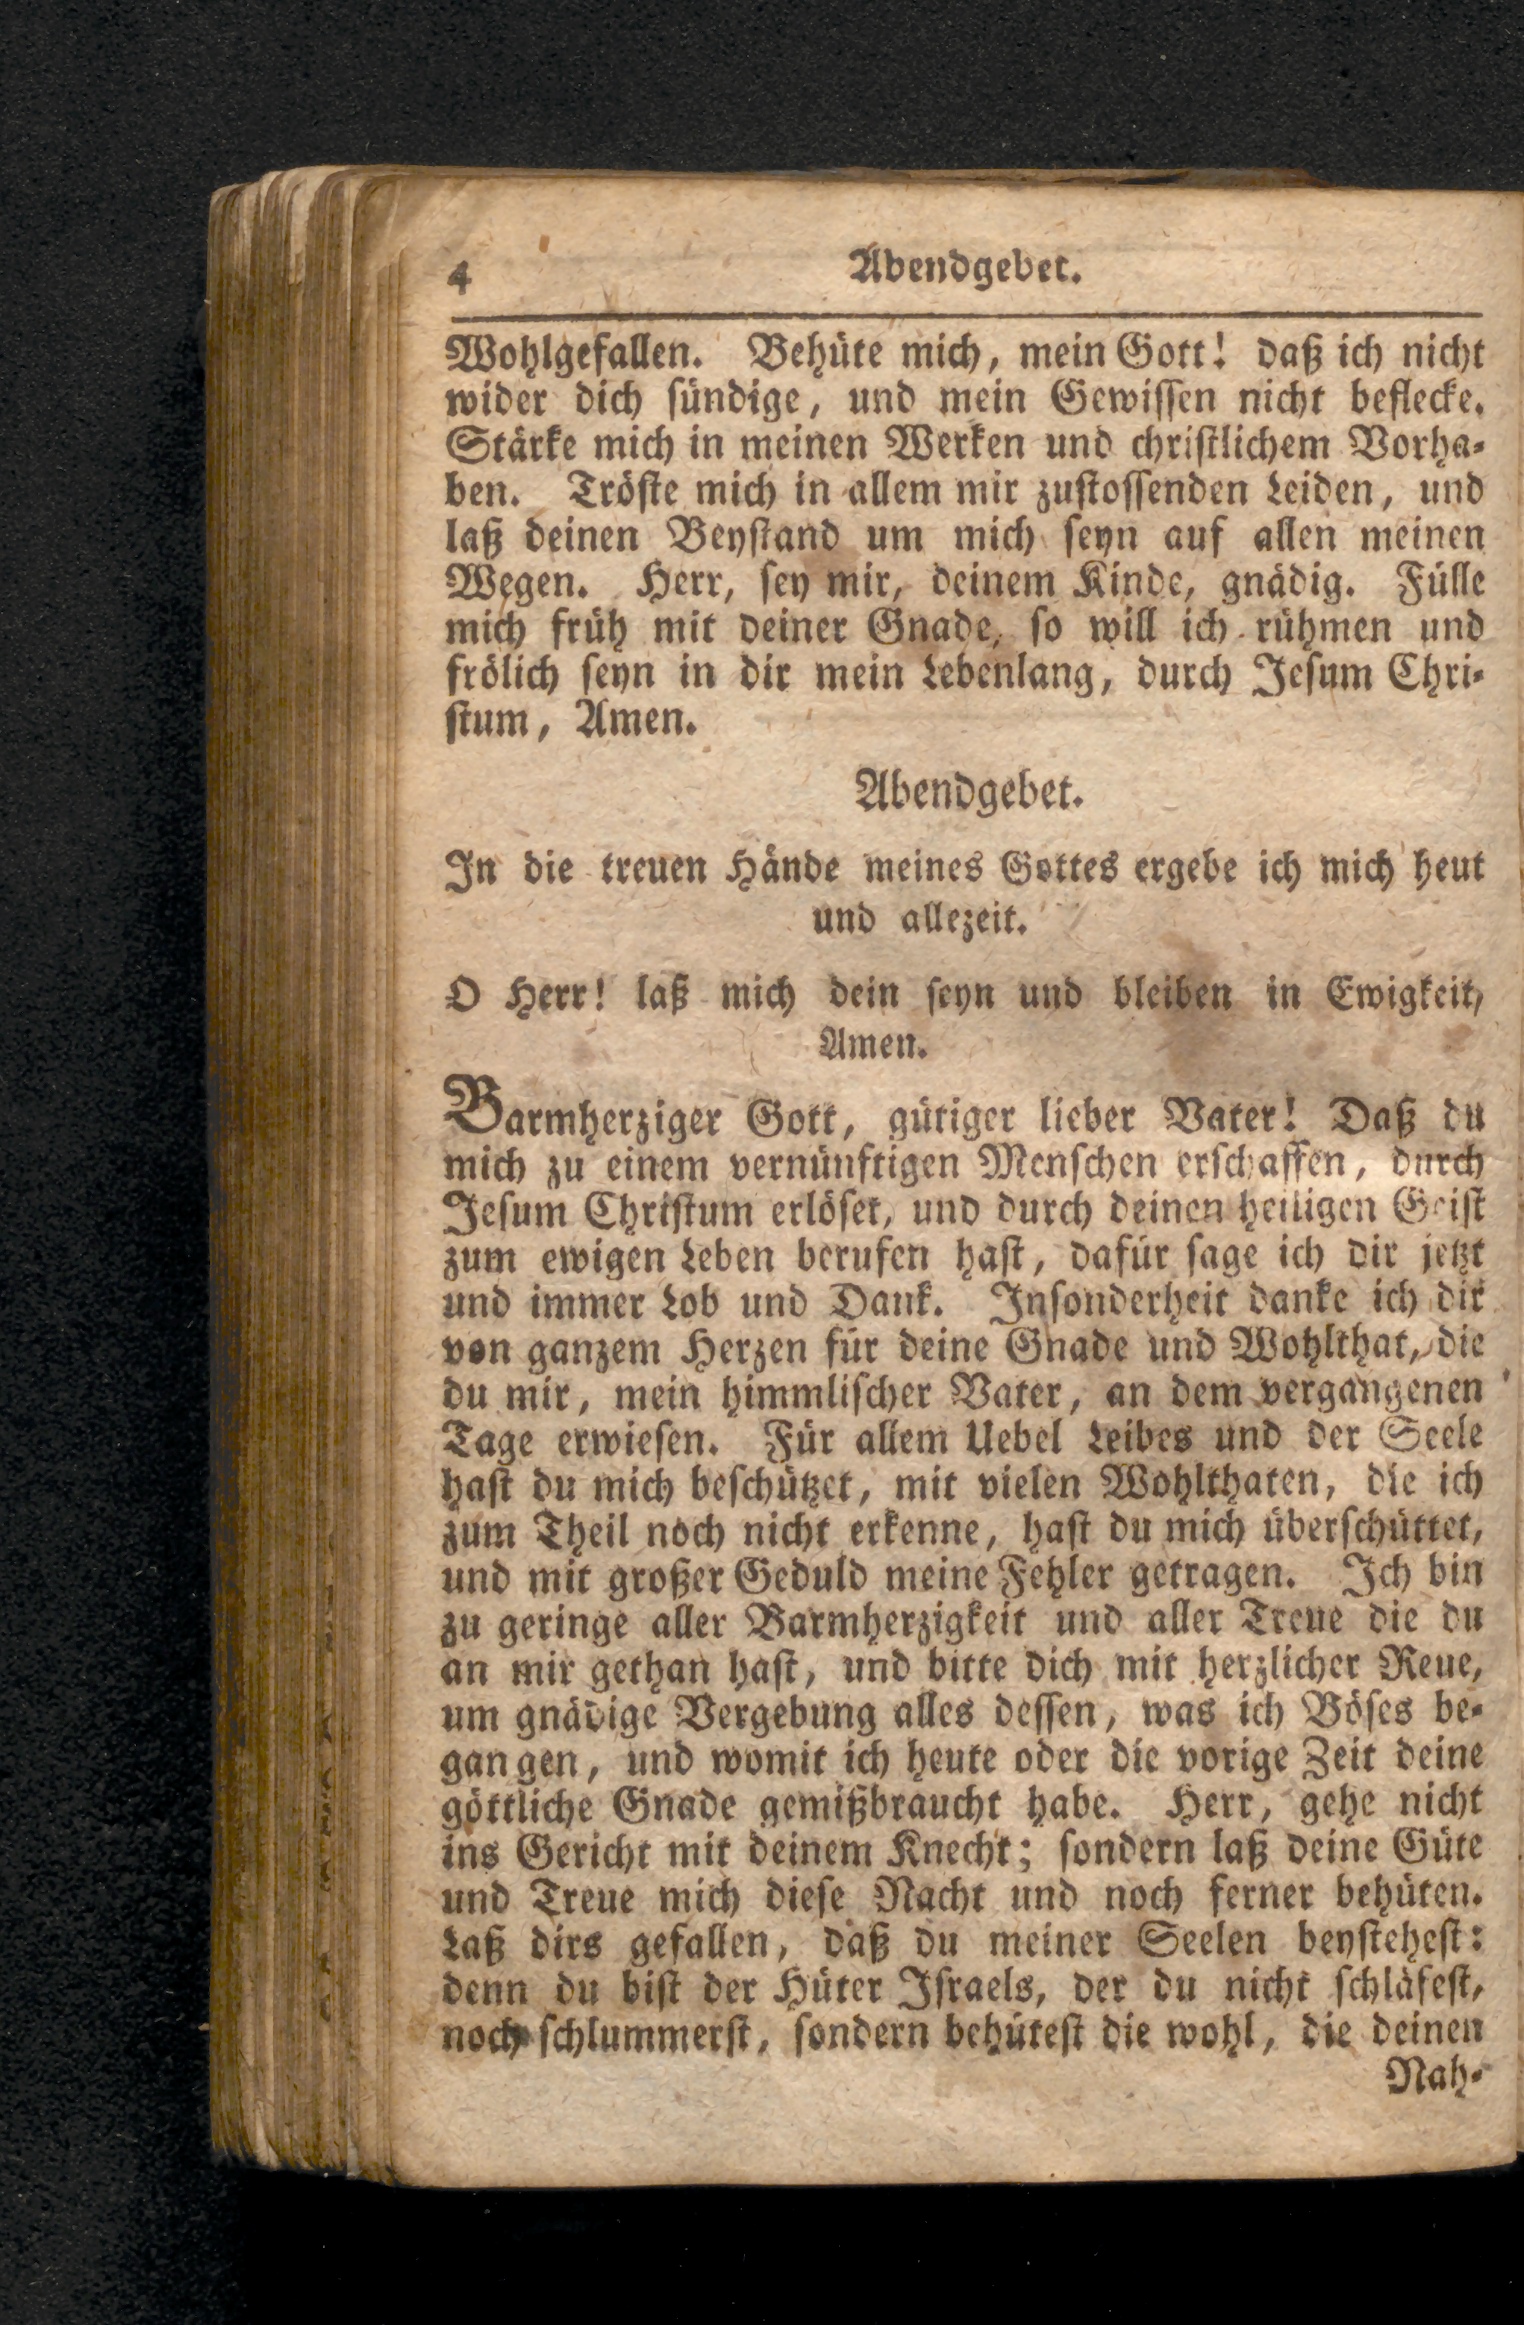 4 Abendgebet.
Wohlgefallen. Behüte mich, mein Gott! daß ich nicht
wider dich sündige, und mein Gewissen nicht beflecke.
Stärke mich in meinen Werken und christlichem Vorha-
ben. Tröste mich in allem mir zustossenden Leiden, und
laß deinen Beystand um mich seyn auf allen meinen
Wegen. Herr, sey mir, deinem Kinde, gnädig. Fülle
mich früh mit deiner Gnade, so will ich rühmen und
frölich seyn in dir mein Lebenlang, durch Jesum Chri-
stum, Amen.
Abendgebet.
In die treuen Hände meines Gottes ergebe ich mich heut
und allezeit.
O Herr! laß mich dein seyn und bleiben in Ewigkeit,
Amen.
Barmherziger Gott, gütiger lieber Vater! Daß du
mich zu einem vernünftigen Menschen erschaffen, durch
Jesum Christum erlöset, und durch deinen heiligen Geist
zum ewigen Leben berufen hast, dafür sage ich dir jetzt
und immer Lob und Dank. Insonderheit danke ich dir
von ganzem Herzen für deine Gnade und Wohlthat, die
du mir, mein himmlischer Vater, an dem vergangenen
Tage erwiesen. Für allem Uebel Leibes und der Seele
hast du mich beschützet, mit vielen Wohlthaten, die ich
zum Theil noch nicht erkenne, hast du mich überschüttet,
und mit großer Geduld meine Fehler getragen. Ich bin
zu geringe aller Barmherzigkeit und aller Treue die du
an mir gethan hast, und bitte dich mit herzlicher Reue,
um gnädige Vergebung alles dessen, was ich Böses be-
gangen, und womit ich heute oder die vorige Zeit deine
göttliche Gnade gemißbraucht habe. Herr, gehe nicht
ins Gericht mit deinem Knecht; sondern laß deine Güte
und Treue mich diese Nacht und noch ferner behüten.
Laß dirs gefallen, daß du meiner Seelen beystehest:
denn du bist der Hüter Israels, der du nicht schläfest,
noch schlummerst, sondern behütest die wohl, die deinen
Nah-